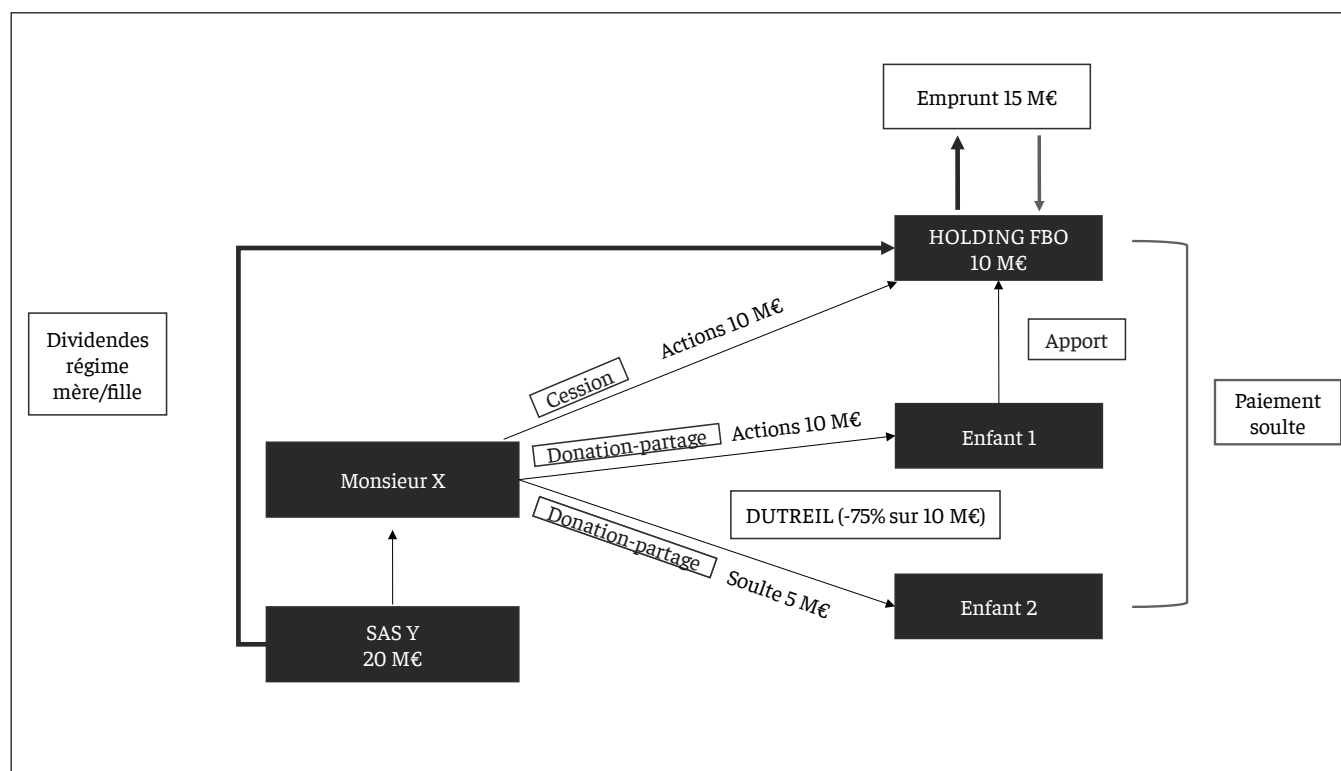 Emprunt 15 M€
HOLDING FBO
10 M€
Dividendes
régime
mère/fille
Cession
Actions 10 M€
Apport
Paiement
soulte
Donation-partage
Actions 10 M€
Enfant 1
Monsieur X
DUTREIL (-75% sur 10 M€)
Donation-partage
Soulte 5 M€
Enfant 2
SAS Y
20 M€